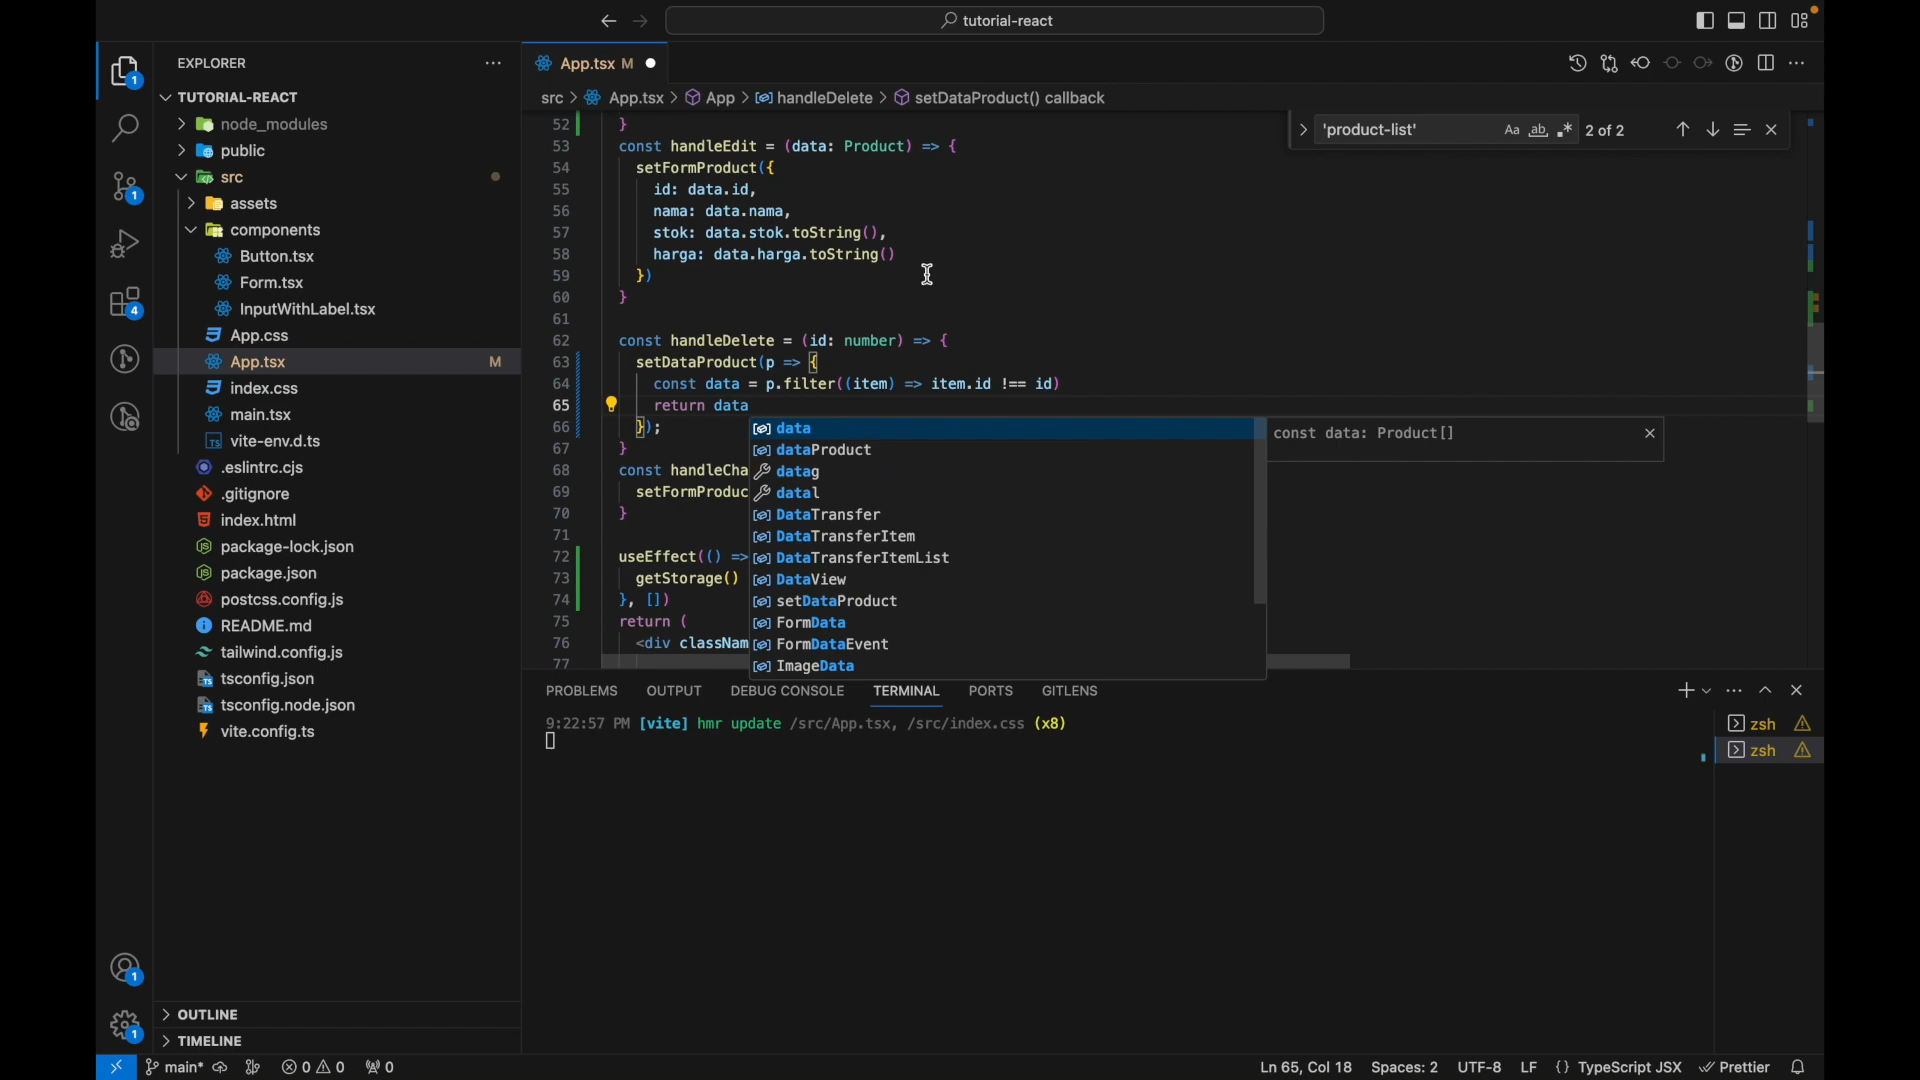 tutorial-react
EXPLORER
TUTORIAL-REACT
node_modules
public
src
assets
components
Button.tsx
Form.tsx
InputWithLabel.tsx
App.css
App.tsx M
index.css
main.tsx
vite-env.d.ts
.eslintrc.cjs
.gitignore
index.html
package-lock.json
package.json
postcss.config.js
README.md
tailwind.config.js
tsconfig.json
tsconfig.node.json
vite.config.ts
OUTLINE
TIMELINE
1
1
4
1
1
App.tsx M
src > App.tsx > App > handleDelete > setDataProduct() callback
'product-list' Aa ab 2 of 2
52 }
53 const handleEdit = (data: Product) => {
54 setFormProduct({
55 id: data.id,
56 nama: data.nama,
57 stok: data.stok.toString(),
58 harga: data.harga.toString()
59 })
60 }
61
62 const handleDelete = (id: number) => {
63 setDataProduct(p => {
64 const data = p.filter((item) => item.id !== id)
65 return data
66 });
67 }
68 const handleCha
69 setFormProduc
70 }
71
72 useEffect(() =>
73 getStorage()
74 }, [])
75 return (
76 <div classNam
77
data
dataProduct
datag
datal
DataTransfer
DataTransferItem
DataTransferItemList
DataView
setDataProduct
FormData
FormDataEvent
ImageData
const data: Product[]
PROBLEMS OUTPUT DEBUG CONSOLE TERMINAL PORTS GITLENS
9:22:57 PM [vite] hmr update /src/App.tsx, /src/index.css (x8)
zsh
zsh
main* 0 0 0 Ln 65, Col 18 Spaces: 2 UTF-8 LF {} TypeScript JSX Prettier